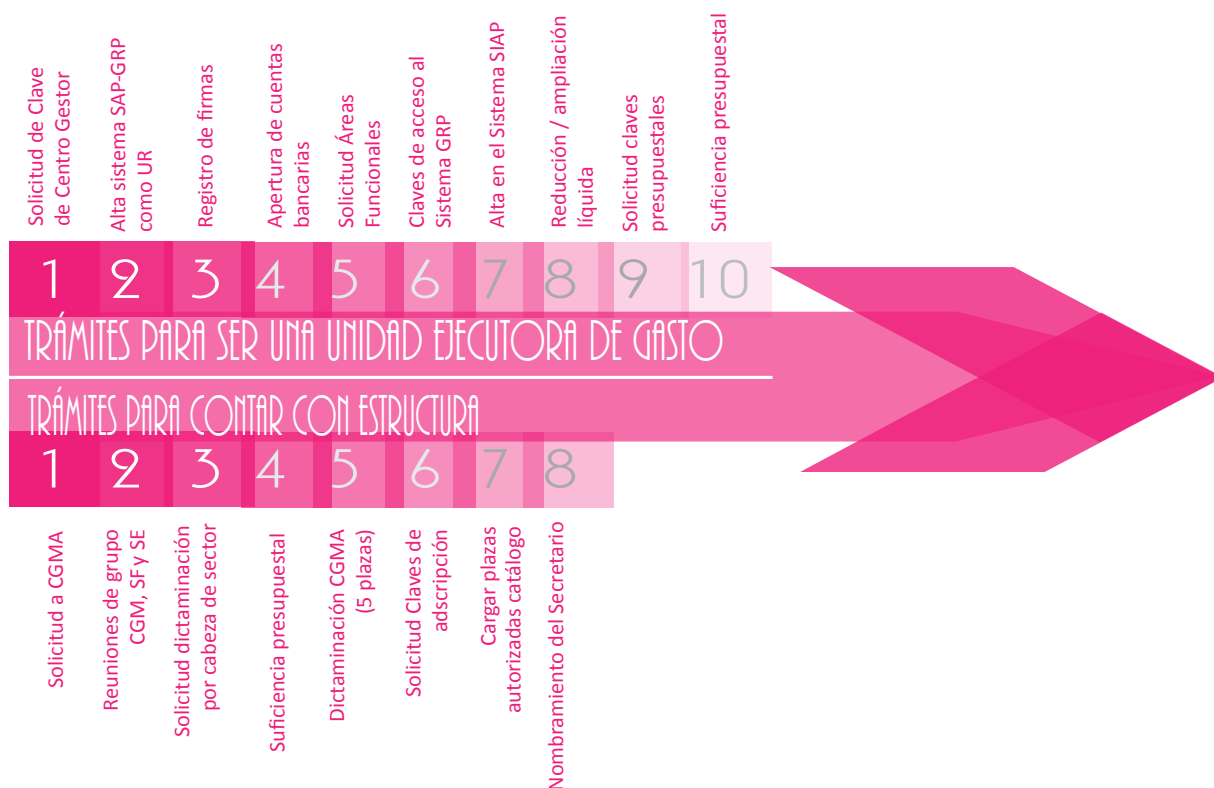 Solicitud de Clave
de Centro Gestor
Alta sistema SAP-GRP
como UR
Registro de firmas
Apertura de cuentas
bancarias
Solicitud Áreas
Funcionales
Claves de acceso al
Sistema GRP
Alta en el Sistema SIAP
Reducción / ampliación
líquida
Solicitud claves
presupuestales
Suficiencia presupuestal
1 2 3 4 5 6 7 8 9 10
TRÁMITES PARA SER UNA UNIDAD EJECUTORA DE GASTO
TRÁMITES PARA CONTAR CON ESTRUCTURA
1 2 3 4 5 6 7 8
Solicitud a CGMA
Reuniones de grupo
CGM, SF y SE
Solicitud dictaminación
por cabeza de sector
Suficiencia presupuestal
Dictaminación CGMA
(5 plazas)
Solicitud Claves de
adscripción
Cargar plazas
autorizadas catálogo
Nombramiento del Secretario